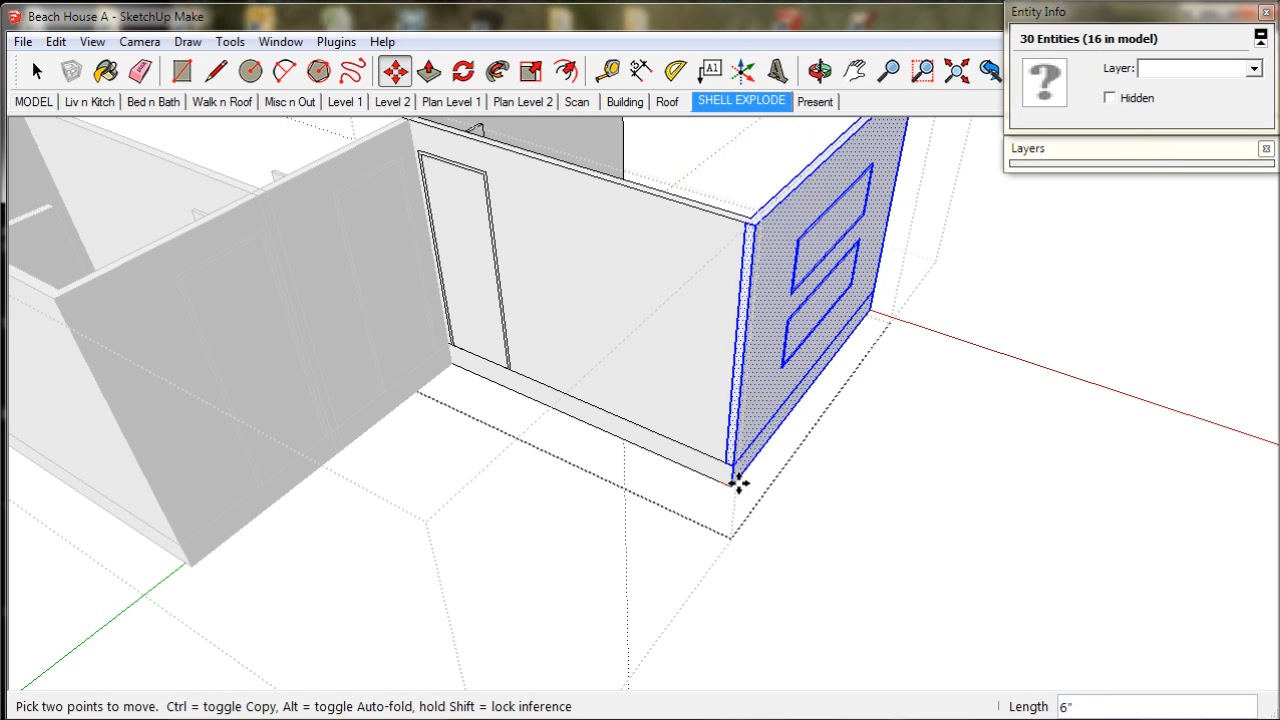 Beach House A - SketchUp Make
File Edit View Camera Draw Tools Window Plugins Help
A1
MODEL Liv n Kitch Bed n Bath Walk n Roof Misc n Out Level 1 Level 2 Plan Level 1 Plan Level 2 Scan Building Roof SHELL EXPLODE Present
Entity Info
30 Entities (16 in model)
Layer:
Hidden
Layers
Pick two points to move. Ctrl = toggle Copy, Alt = toggle Auto-fold, hold Shift = lock inference
Length 6"